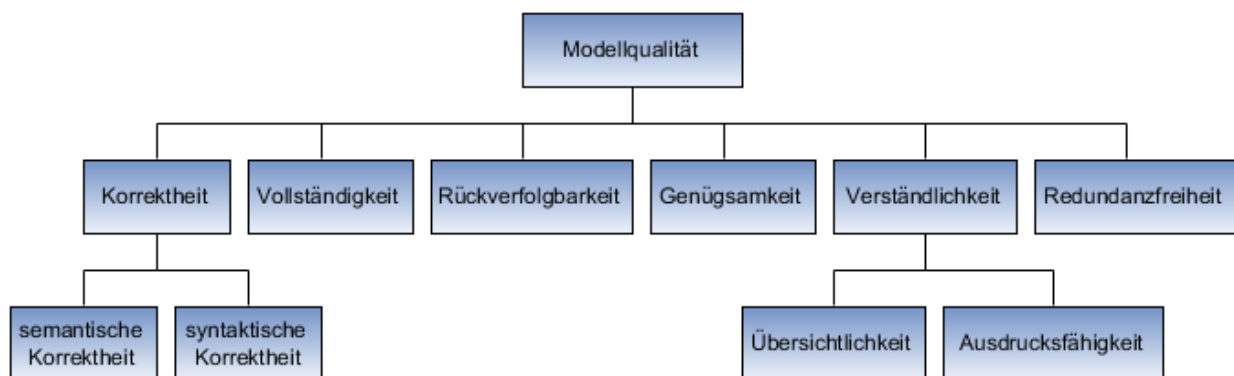 Modellqualität
Korrektheit
Vollständigkeit
Rückverfolgbarkeit
Genügsamkeit
Verständlichkeit
Redundanzfreiheit
semantische
Korrektheit
syntaktische
Korrektheit
Übersichtlichkeit
Ausdrucksfähigkeit